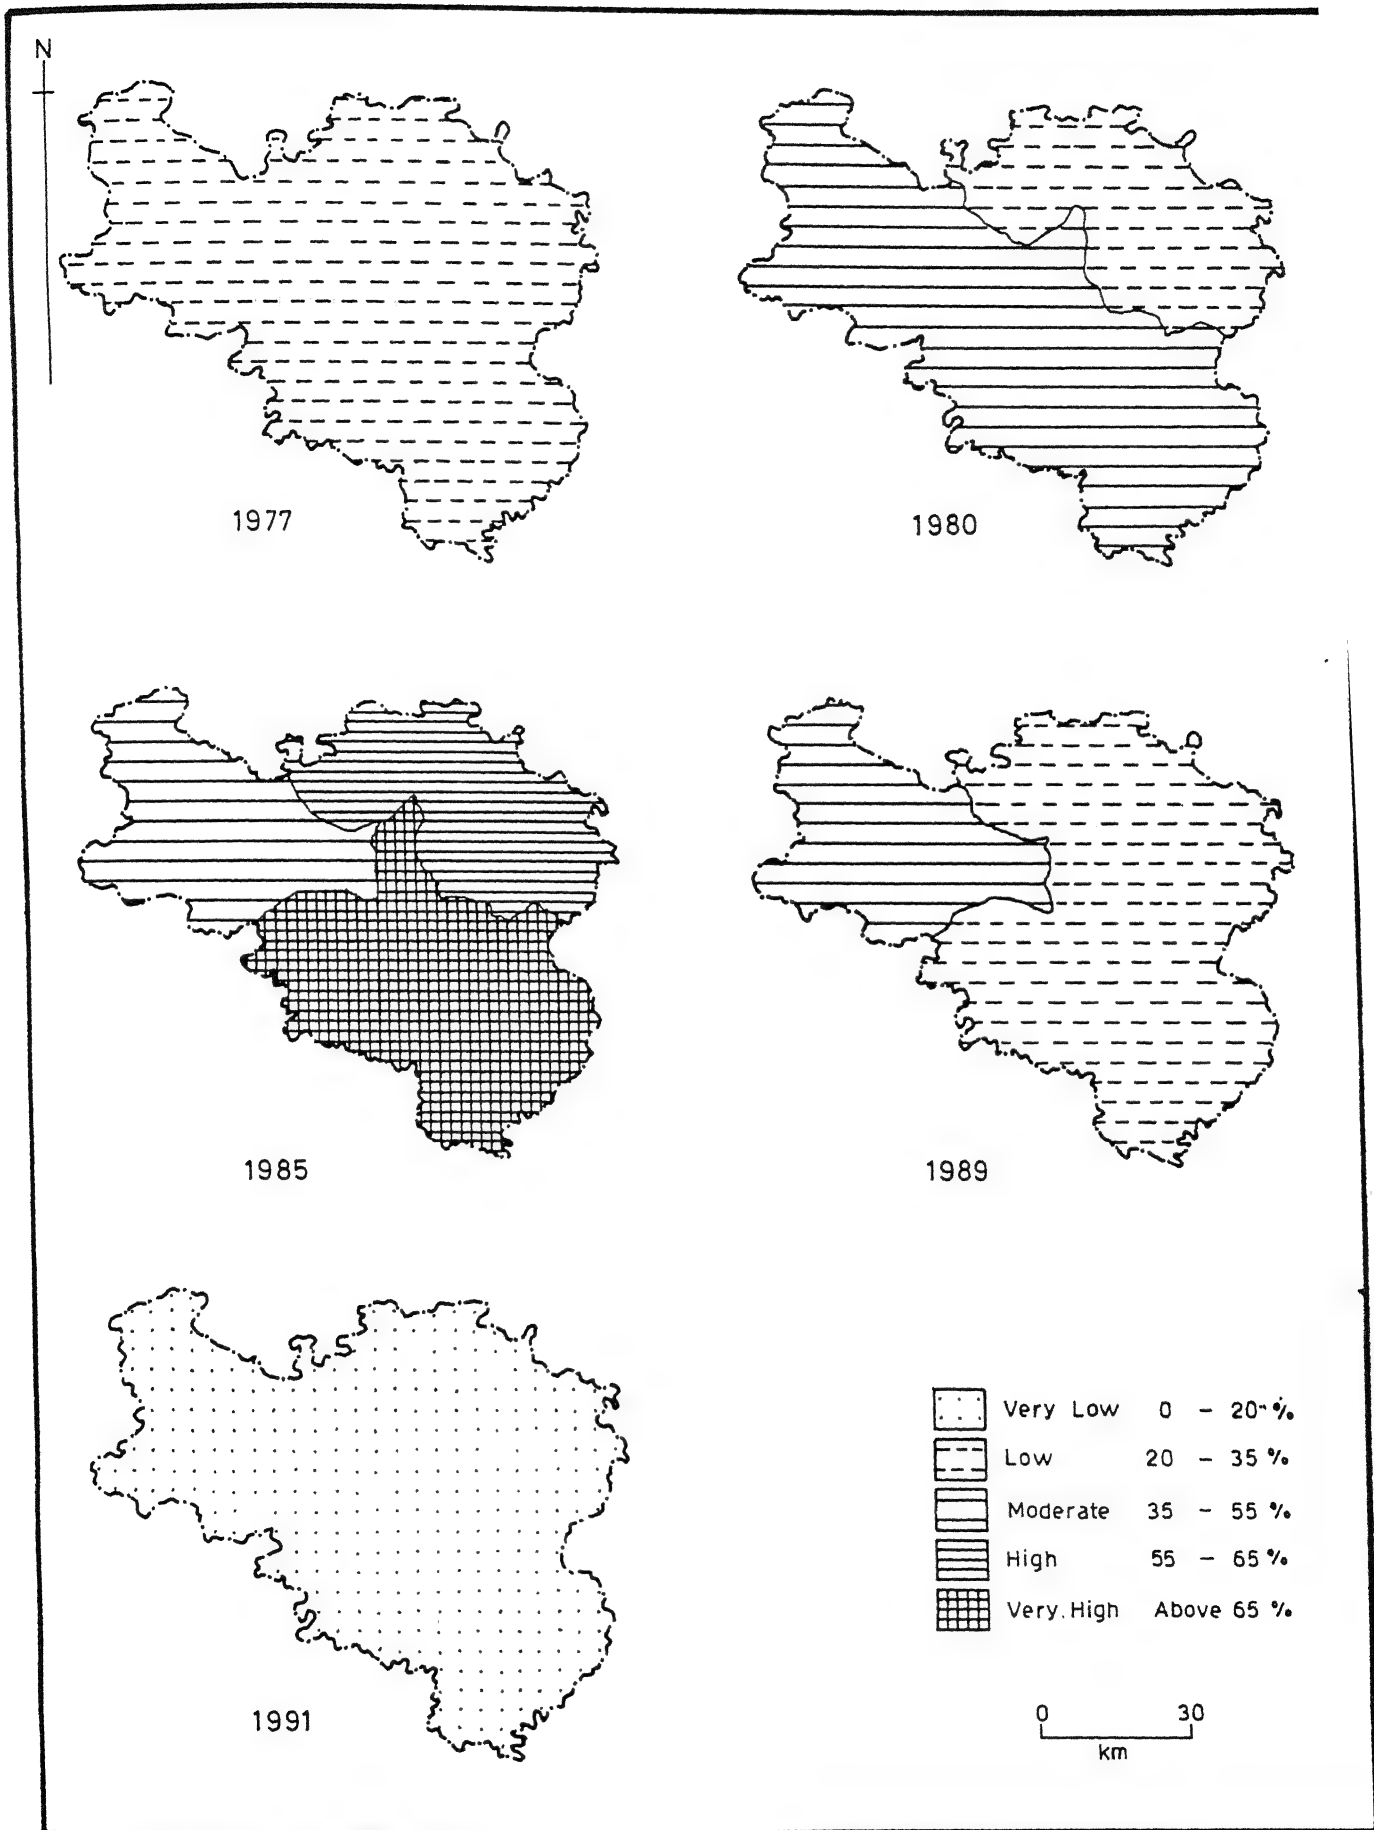 N
1977
1980
1985
1989
1991
Very Low 0 - 20 %
Low 20 - 35 %
Moderate 35 - 55 %
High 55 - 65 %
Very. High Above 65 %
0 30
km